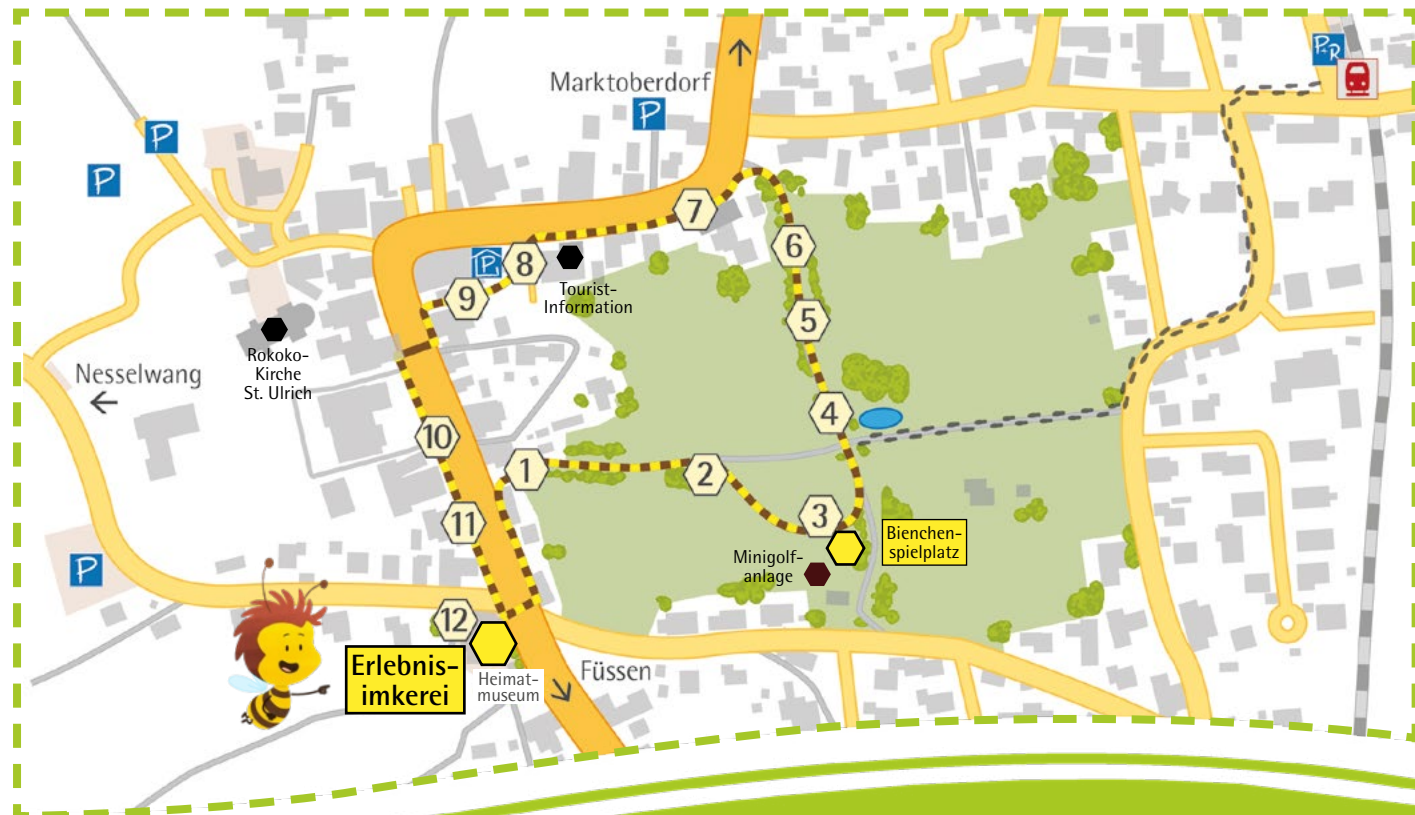 Marktoberdorf
P
P
P
P+R
7
6
8
P
9
Tourist-
Information
5
Rokoko-
Kirche
St. Ulrich
Nesselwang
4
10
1
2
3
11
Bienchen-
spielplatz
Minigolf-
anlage
P
12
Erlebnis-
imkerei
Heimat-
museum
Füssen